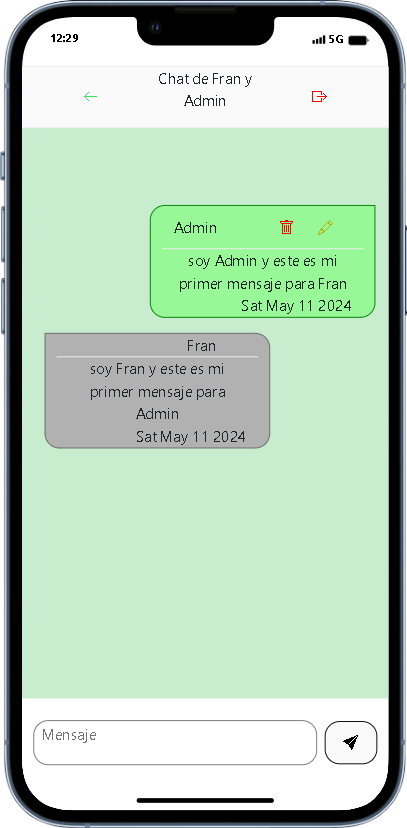 12:29
5G
Chat de Fran y
Admin
Admin
soy Admin y este es mi
primer mensaje para Fran
Sat May 11 2024
Fran
soy Fran y este es mi
primer mensaje para
Admin
Sat May 11 2024
Mensaje